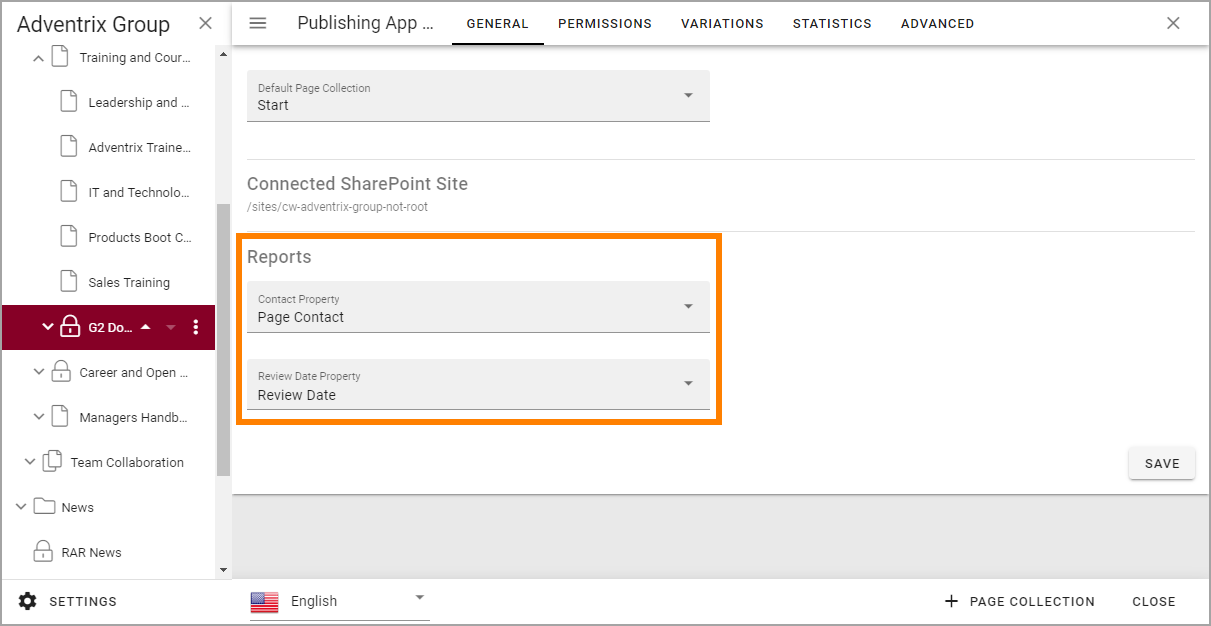 Adventrix Group
Training and Cour...
Leadership and ...
Adventrix Traine...
IT and Technolo...
Products Boot C...
Sales Training
G2 Do...
Career and Open ...
Managers Handb...
Team Collaboration
News
RAR News
SETTINGS
Publishing App ...
GENERAL
PERMISSIONS
VARIATIONS
STATISTICS
ADVANCED
Default Page Collection
Start
Connected SharePoint Site
/sites/cw-adventrix-group-not-root
Reports
Contact Property
Page Contact
Review Date Property
Review Date
SAVE
English
PAGE COLLECTION
CLOSE